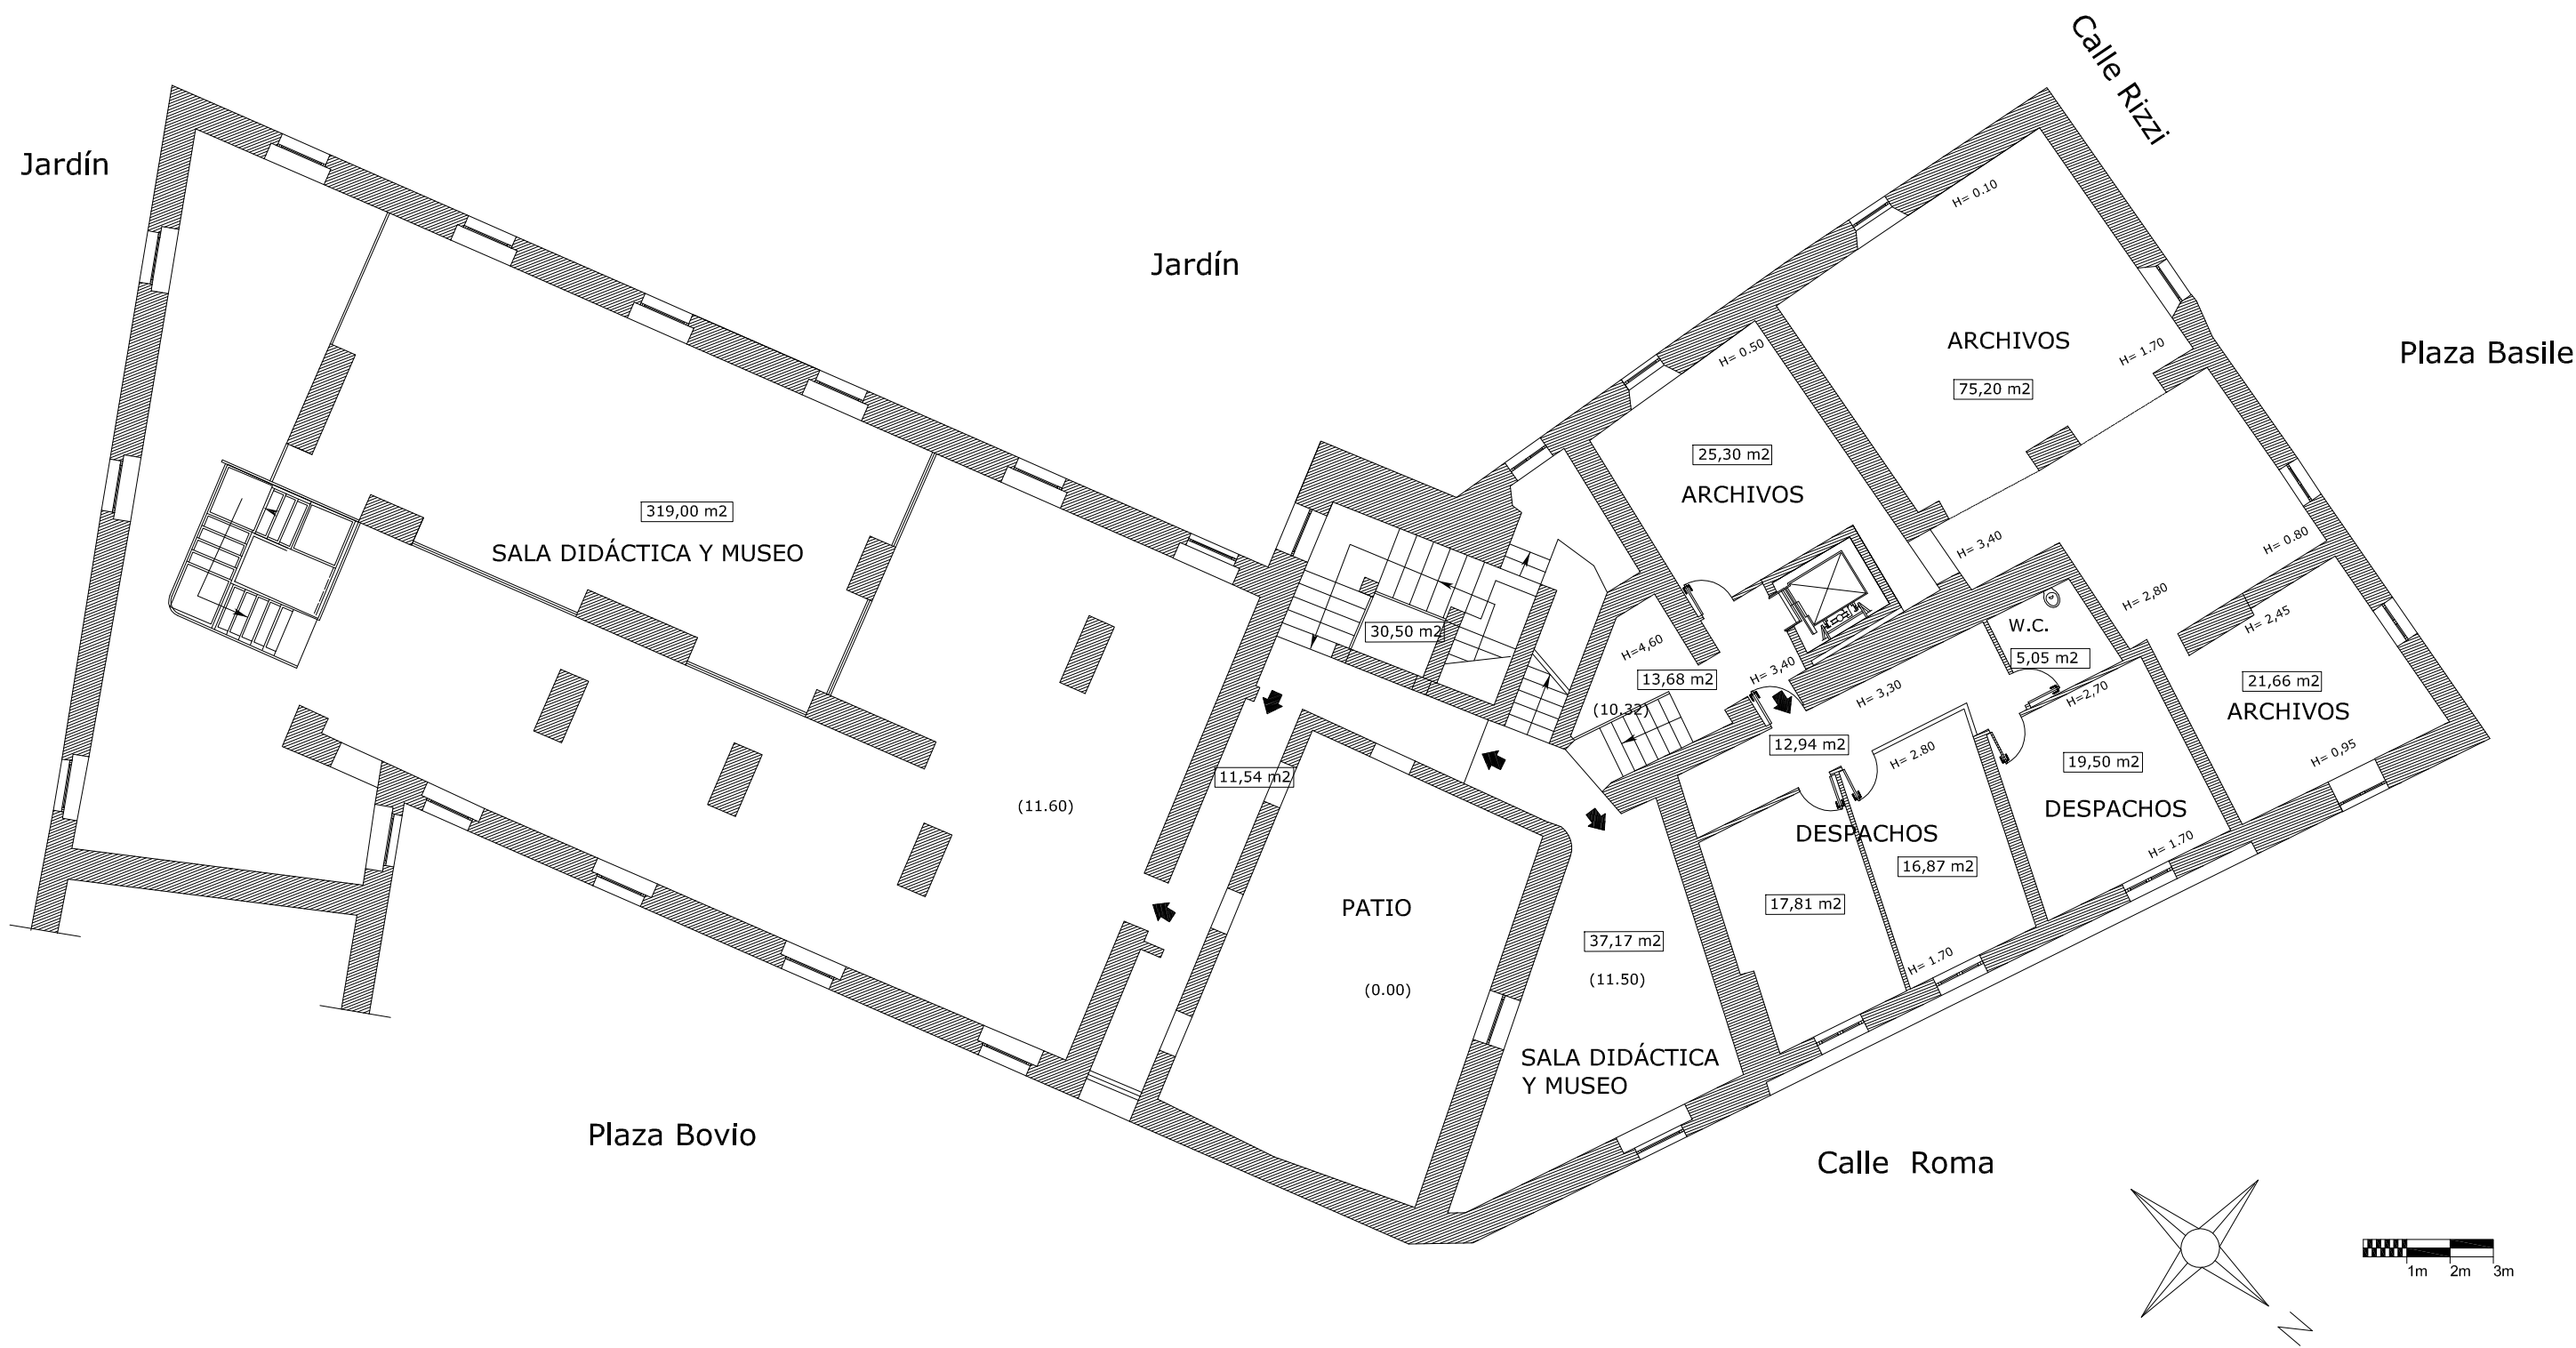 Calle Rizzi
Jardín
Jardín
Plaza Basile
H= 0.10
H= 0.50
H= 1.70
ARCHIVOS
75,20 m2
25,30 m2
ARCHIVOS
319,00 m2
SALA DIDÁCTICA Y MUSEO
H= 3,40
H= 0.80
H= 2,80
H= 2,45
30,50 m2
H=4,60
W.C.
5,05 m2
13,68 m2
H= 3,40
H= 3,30
H=2,70
21,66 m2
ARCHIVOS
(10.32)
12,94 m2
H= 2.80
19,50 m2
H= 0,95
11,54 m2
(11.60)
DESPACHOS
DESPACHOS
H= 1.70
16,87 m2
17,81 m2
PATIO
37,17 m2
H= 1.70
(0.00)
(11.50)
SALA DIDÁCTICA
Y MUSEO
Plaza Bovio
Calle Roma
1m 2m 3m
N